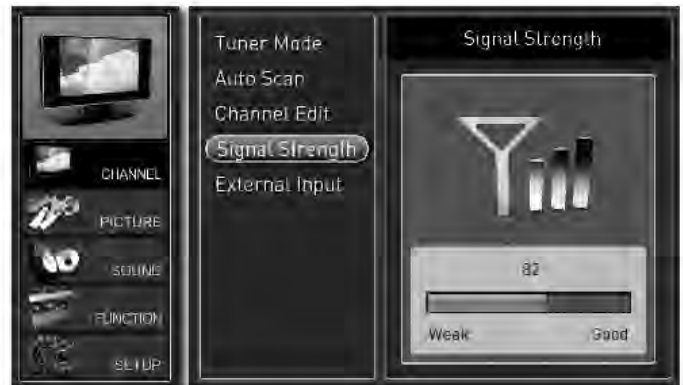 CHANNEL
PICTURE
SOUND
FUNCTION
SETUP
Tuner Mode
Auto Scan
Channel Edit
Signal Strength
External Input
Signal Strength
82
Weak Good